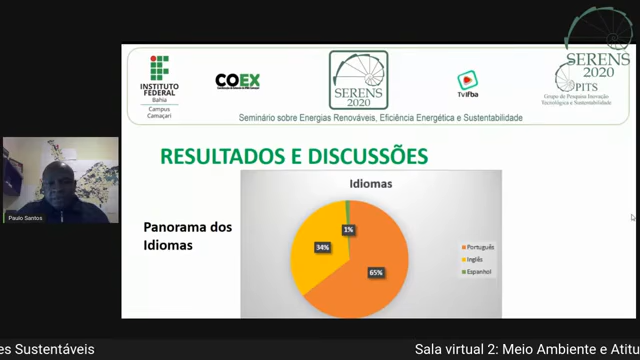 SERENS
2020
INSTITUTO
FEDERAL
Bahia
Campus
Camaçari
COEX
SERENS
2020
TV ifba
PITS
Grupo de Pesquisa Inovação
Tecnológica e Sustentabilidade
Seminário sobre Energias Renováveis, Eficiência Energética e Sustentabilidade
RESULTADOS E DISCUSSÕES
Idiomas
Panorama dos
Idiomas
1%
34%
65%
Português
Inglês
Espanhol
Paulo Santos
es Sustentáveis
Sala virtual 2: Meio Ambiente e Atitu